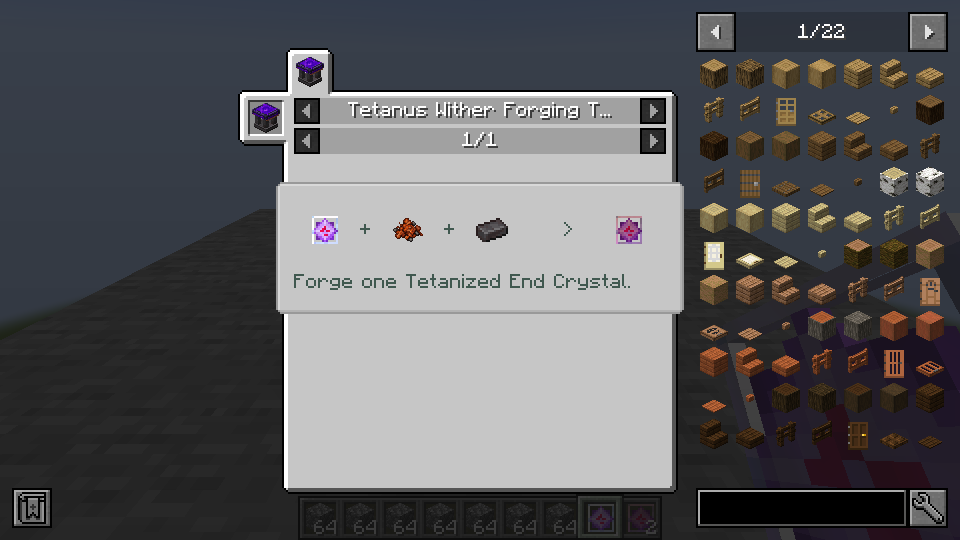 1/22
Tetanus Wither Forging T...
1/1
+ + >
Forge one Tetanized End Crystal.
64 64 64 64 64 64 64 2